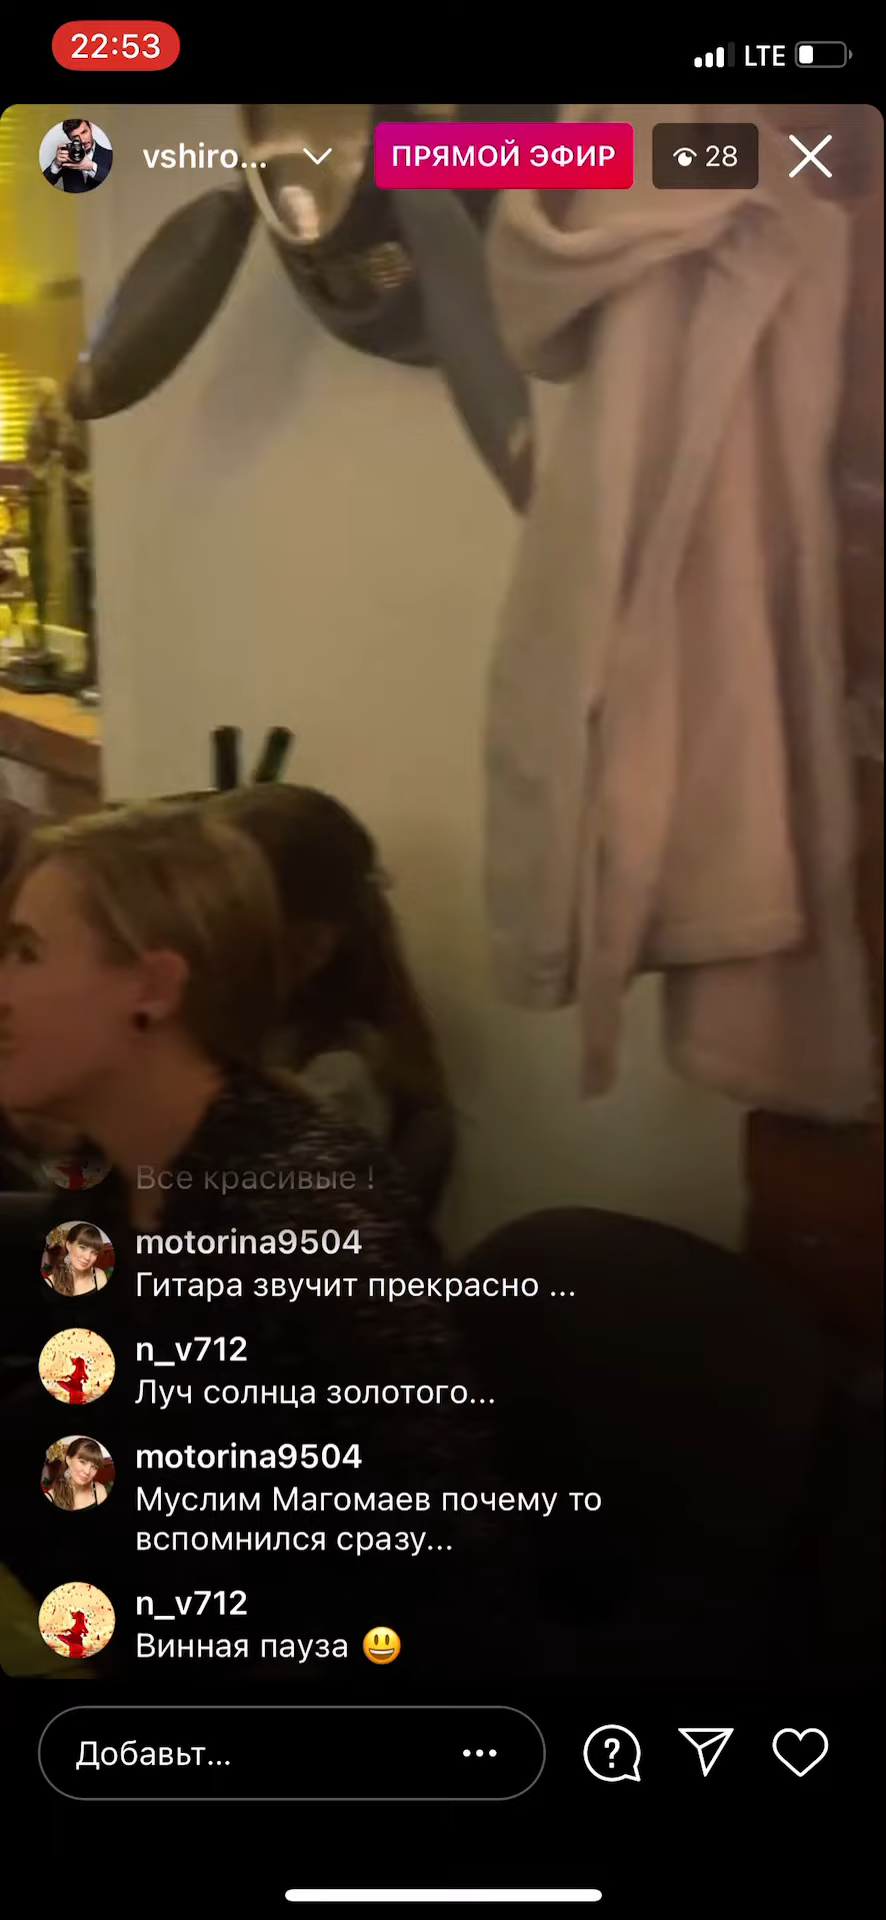 22:53
LTE
vshiro...
ПРЯМОЙ ЭФИР
28
Все красивые !
motorina9504
Гитара звучит прекрасно ...
n_v712
Луч солнца золотого...
motorina9504
Муслим Магомаев почему то
вспомнился сразу...
n_v712
Винная пауза 😃
Добавьт...